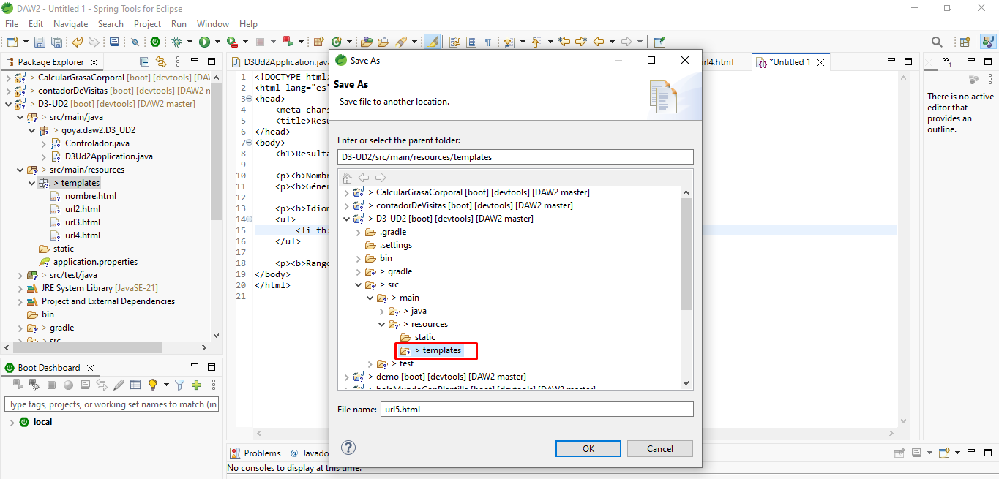 DAW2 - Untitled 1 - Spring Tools for Eclipse
File Edit Navigate Search Project Run Window Help
Package Explorer
> CalcularGrasaCorporal [boot] [devtools] [DAW
> contadorDeVisitas [boot] [devtools] [DAW2 n
> D3-UD2 [boot] [devtools] [DAW2 master]
> src/main/java
> goya.daw2.D3_UD2
Controlador.java
D3Ud2Application.java
> src/main/resources
> templates
nombre.html
url2.html
url3.html
url4.html
static
application.properties
> src/test/java
JRE System Library [JavaSE-21]
Project and External Dependencies
bin
> gradle
> src
Boot Dashboard
Type tags, projects, or working set names to match (in
local
D3Ud2Application.java
rl4.html
*Untitled 1
1 <!DOCTYPE html>
2 <html lang="es"
3 <head>
4 <meta chars
5 <title>Resu
6 </head>
7 <body>
8 <h1>Resulta
9
10 <p><b>Nombr
11 <p><b>Géner
12
13 <p><b>Idiom
14 <ul>
15 <li th:
16 </ul>
17
18 <p><b>Rango
19 </body>
20 </html>
21
Save As
Save As
Save file to another location.
Enter or select the parent folder:
D3-UD2/src/main/resources/templates
> CalcularGrasaCorporal [boot] [devtools] [DAW2 master]
> contadorDeVisitas [boot] [devtools] [DAW2 master]
> D3-UD2 [boot] [devtools] [DAW2 master]
.gradle
.settings
bin
> gradle
> src
> main
> java
> resources
static
> templates
> test
> demo [boot] [devtools] [DAW2 master]
> holaMundoConPlantilla [boot] [devtools] [DAW2 master]
File name: url5.html
OK Cancel
»1
There is no active
editor that
provides an
outline.
Problems @ Javado
No consoles to display at this time.